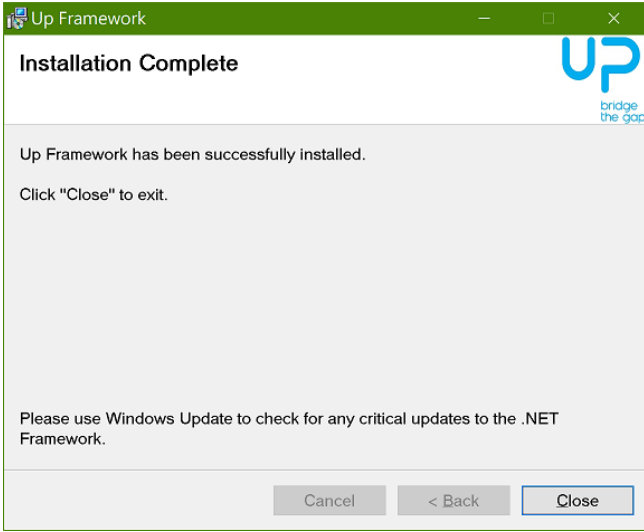 Up Framework
Installation Complete
UP
bridge
the gap
Up Framework has been successfully installed.
Click "Close" to exit.
Please use Windows Update to check for any critical updates to the .NET
Framework.
Cancel
< Back
Close